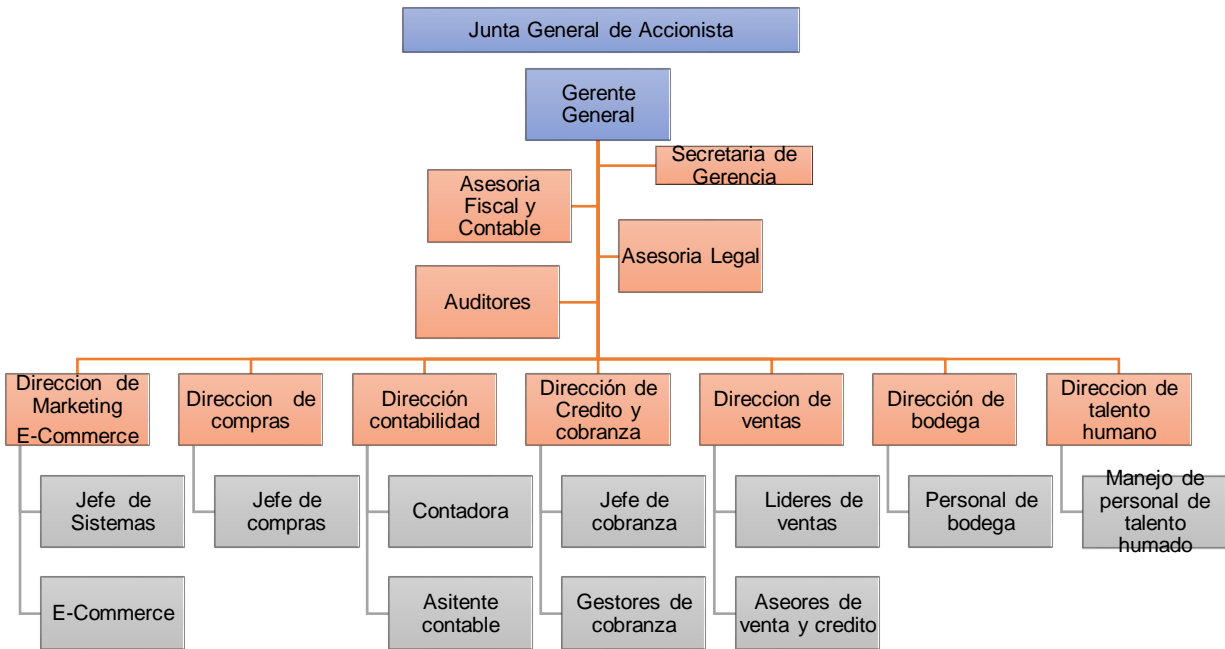 Junta General de Accionista
Gerente
General
Secretaria de
Gerencia
Asesoria
Fiscal y
Contable
Asesoria Legal
Auditores
Direccion de
Marketing
E-Commerce
Direccion de
compras
Dirección
contabilidad
Dirección de
Credito y
cobranza
Direccion de
ventas
Dirección de
bodega
Direccion de
talento
humano
Jefe de
Sistemas
Jefe de
compras
Contadora
Jefe de
cobranza
Lideres de
ventas
Personal de
bodega
Manejo de
personal de
talento
humado
E-Commerce
Asitente
contable
Gestores de
cobranza
Aseores de
venta y credito